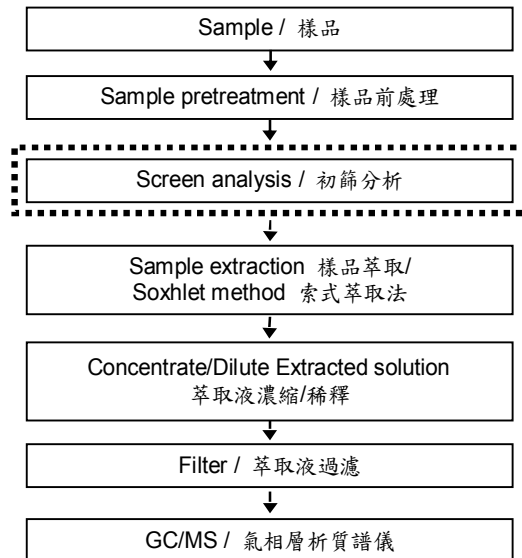 Sample / 樣品
Sample pretreatment / 樣品前處理
Screen analysis / 初篩分析
Sample extraction 樣品萃取/
Soxhlet method 索式萃取法
Concentrate/Dilute Extracted solution
萃取液濃縮/稀釋
Filter / 萃取液過濾
GC/MS / 氣相層析質譜儀